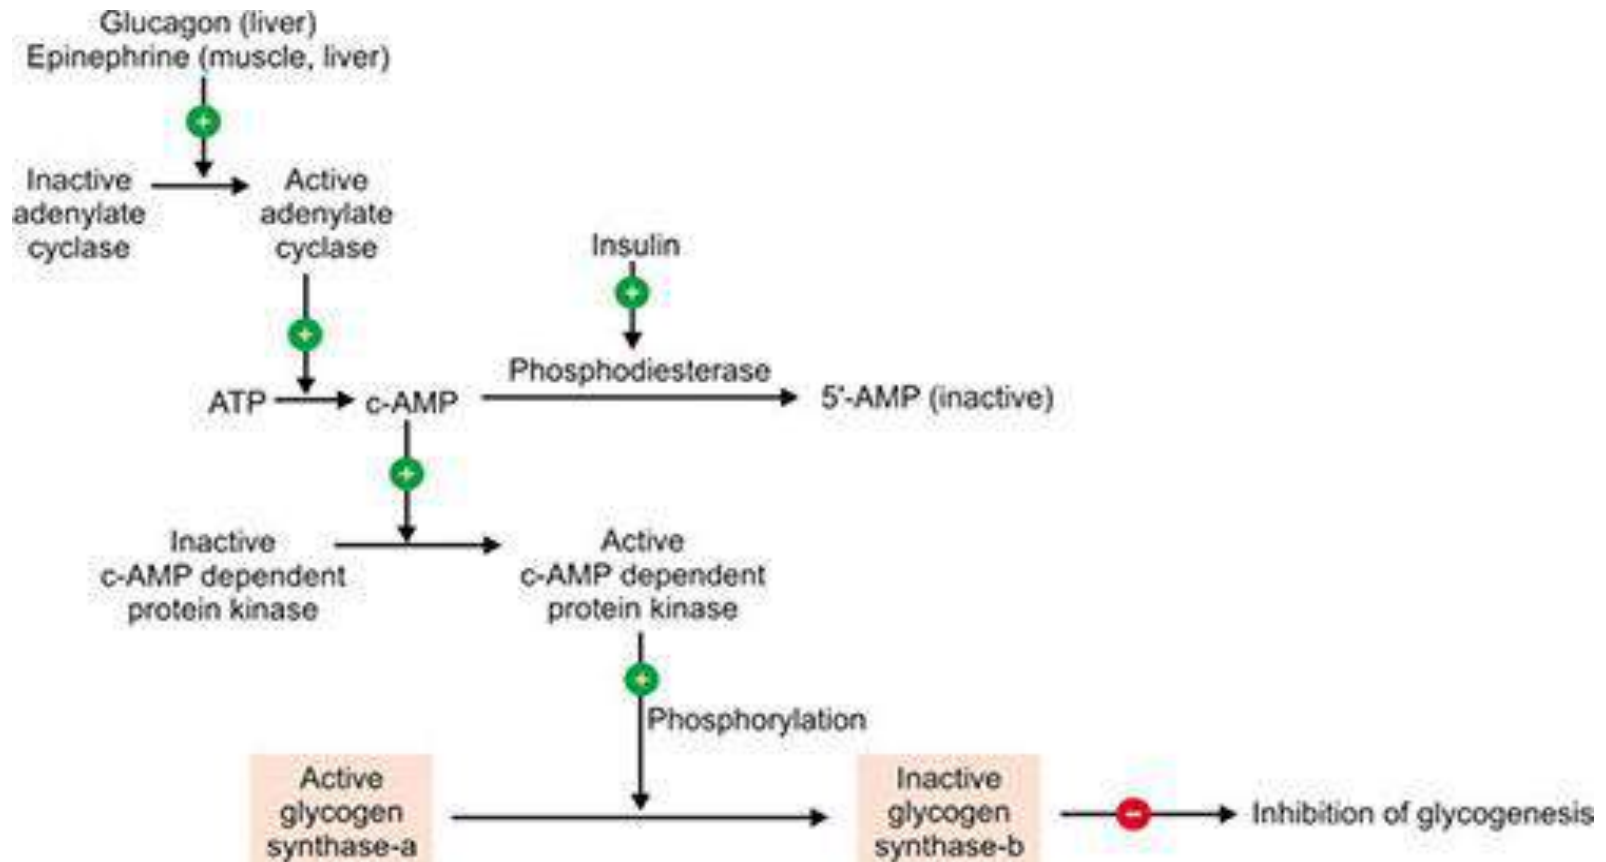 Glucagon (liver)
Epinephrine (muscle, liver)
+
Inactive
adenylate
cyclase
Active
adenylate
cyclase
Insulin
+
+
Phosphodiesterase
ATP
c-AMP
5'-AMP (inactive)
+
Inactive
c-AMP dependent
protein kinase
Active
c-AMP dependent
protein kinase
+
Phosphorylation
Active
glycogen
synthase-a
Inactive
glycogen
synthase-b
−
Inhibition of glycogenesis